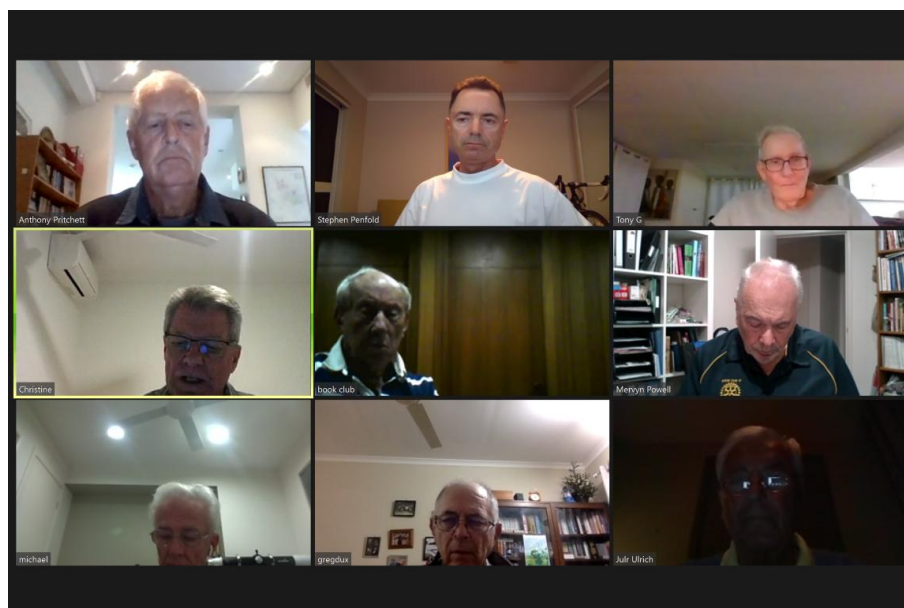 Anthony Pritchett
Stephen Penfold
Tony G
Christine
book club
Mervyn Powell
michael
gregdux
Julr Ulrich